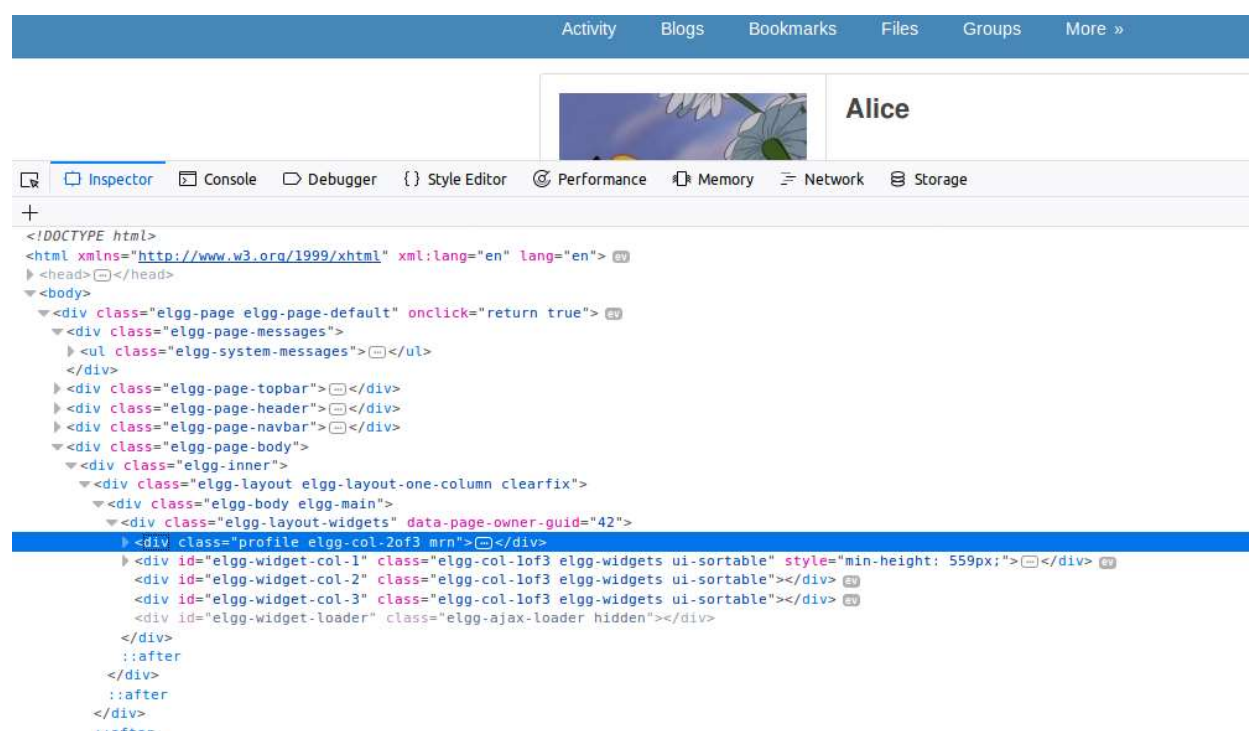 Activity Blogs Bookmarks Files Groups More »
Alice
Inspector Console Debugger {} Style Editor Performance Memory Network Storage
+
<!DOCTYPE html>
<html xmlns="http://www.w3.org/1999/xhtml" xml:lang="en" lang="en"> ev
<head>…</head>
<body>
<div class="elgg-page elgg-page-default" onclick="return true"> ev
<div class="elgg-page-messages">
<ul class="elgg-system-messages">…</ul>
</div>
<div class="elgg-page-topbar">…</div>
<div class="elgg-page-header">…</div>
<div class="elgg-page-navbar">…</div>
<div class="elgg-page-body">
<div class="elgg-inner">
<div class="elgg-layout elgg-layout-one-column clearfix">
<div class="elgg-body elgg-main">
<div class="elgg-layout-widgets" data-page-owner-guid="42">
<div class="profile elgg-col-2of3 mrn">…</div>
<div id="elgg-widget-col-1" class="elgg-col-1of3 elgg-widgets ui-sortable" style="min-height: 559px;">…</div> ev
<div id="elgg-widget-col-2" class="elgg-col-1of3 elgg-widgets ui-sortable"></div> ev
<div id="elgg-widget-col-3" class="elgg-col-1of3 elgg-widgets ui-sortable"></div> ev
<div id="elgg-widget-loader" class="elgg-ajax-loader hidden"></div>
</div>
::after
</div>
::after
</div>